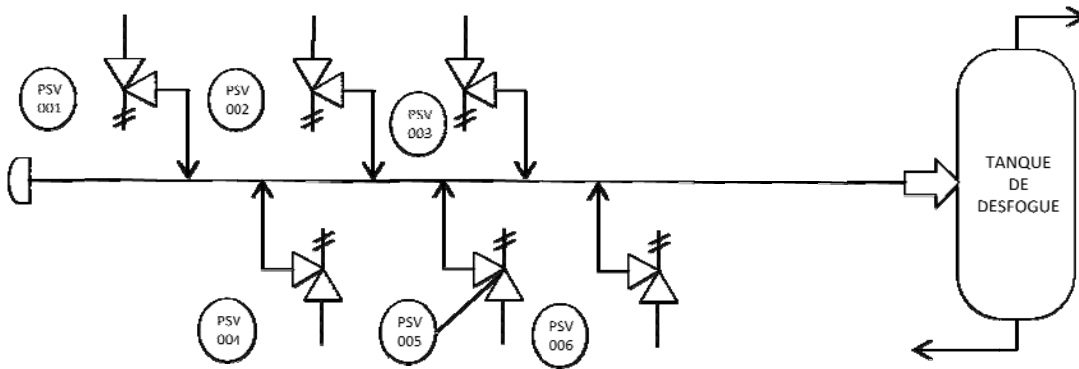 PSV
001
PSV
002
PSV
003
TANQUE
DE
DESFOGUE
PSV
004
PSV
005
PSV
006